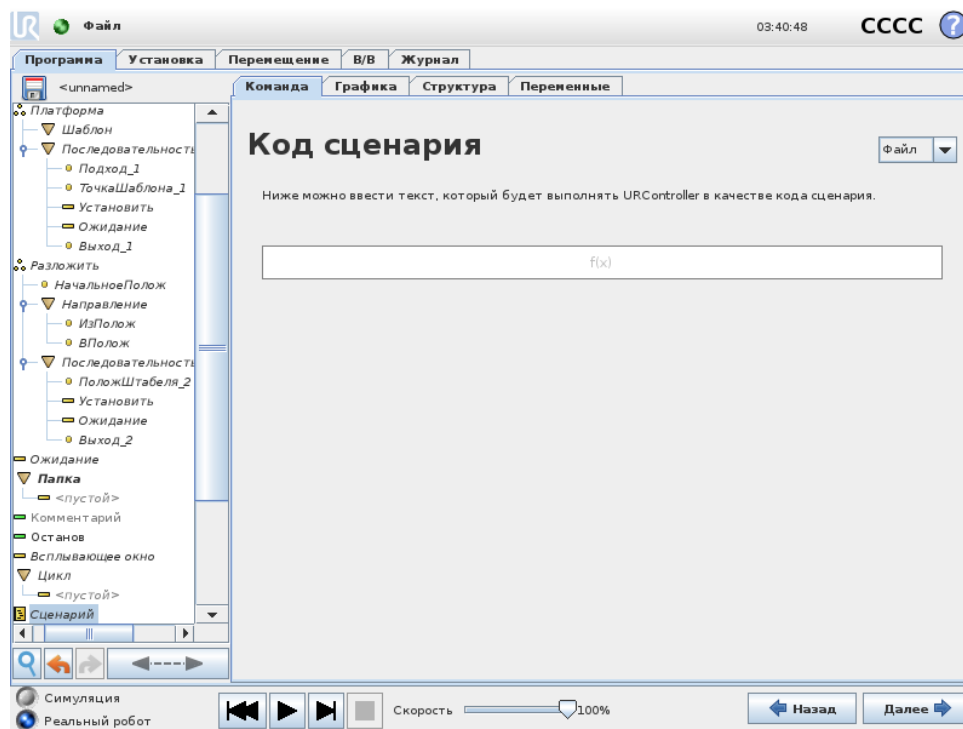 UR Файл 03:40:48 CCCC ?
Программа Установка Перемещение В/В Журнал
<unnamed> Команда Графика Структура Переменные
Платформа
Шаблон
Последовательность
Подход_1
ТочкаШаблона_1
Установить
Ожидание
Выход_1
Разложить
НачальноеПолож
Направление
ИзПолож
ВПолож
Последовательность
ПоложШтабеля_2
Установить
Ожидание
Выход_2
Ожидание
Папка
<пустой>
Комментарий
Останов
Всплывающее окно
Цикл
<пустой>
Сценарий
Код сценария
Файл
Ниже можно ввести текст, который будет выполнять URController в качестве кода сценария.
f(x)
Симуляция
Реальный робот
Скорость 100%
Назад Далее